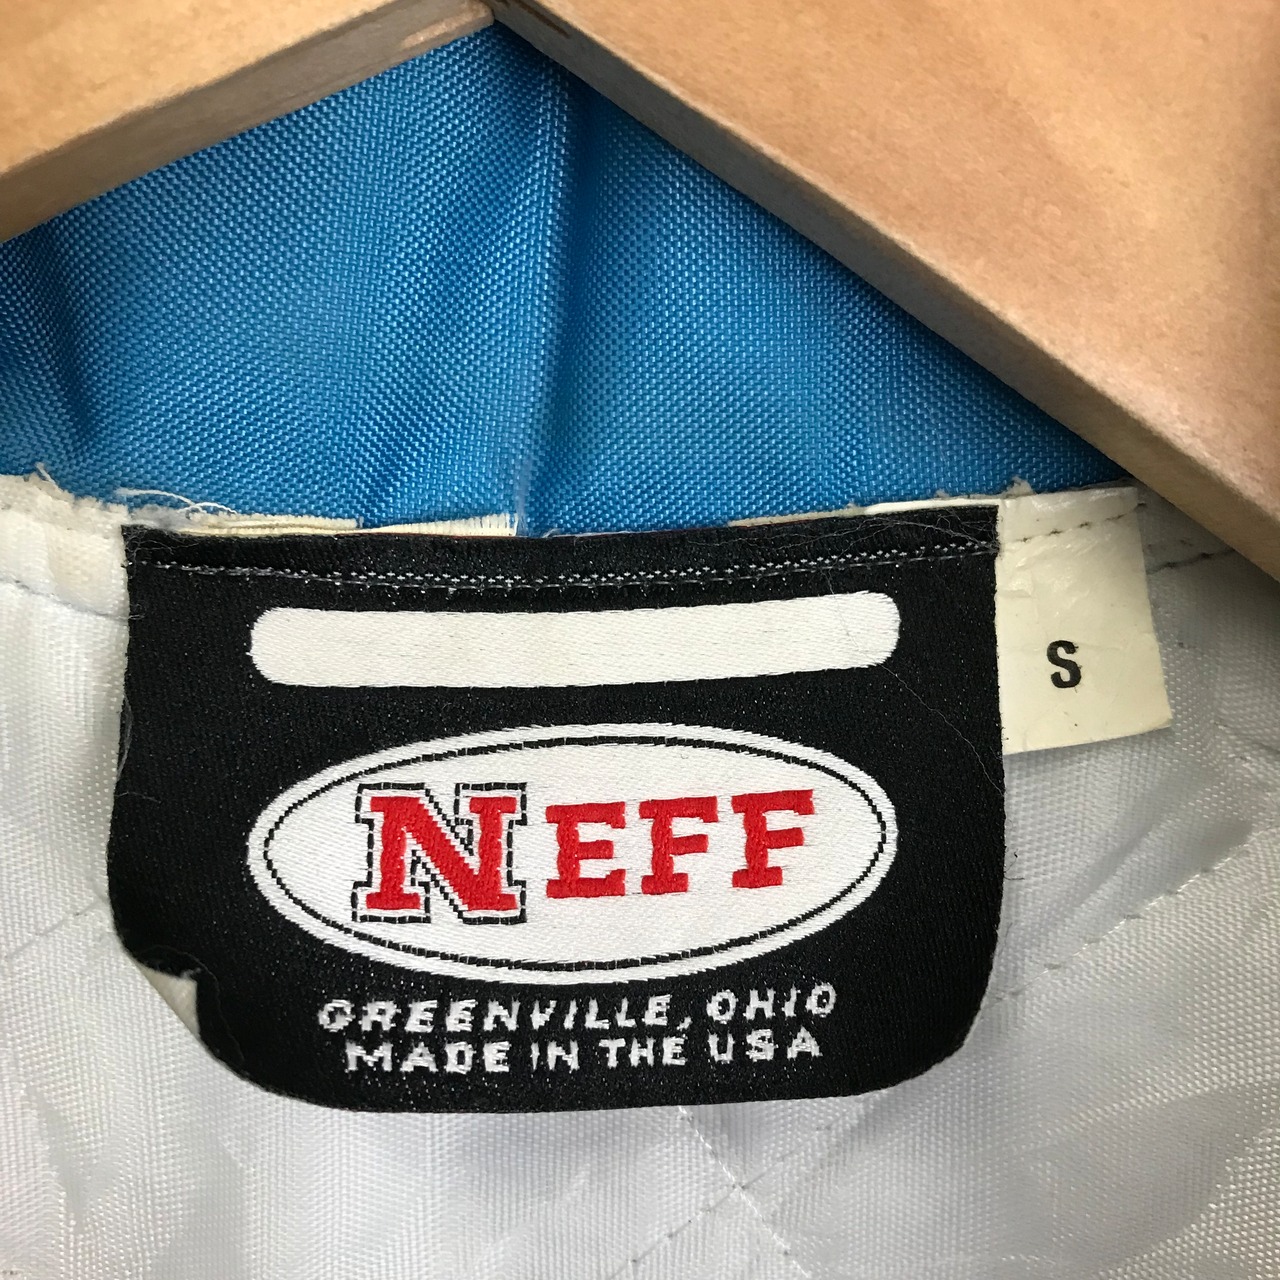 S
NEFF
GREENVILLE, OHIO
MADE IN THE USA